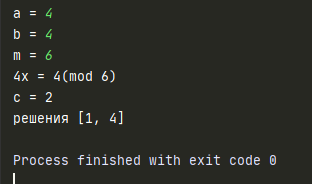 a = 4
b = 4
m = 6
4x = 4(mod 6)
c = 2
решения [1, 4]
Process finished with exit code 0